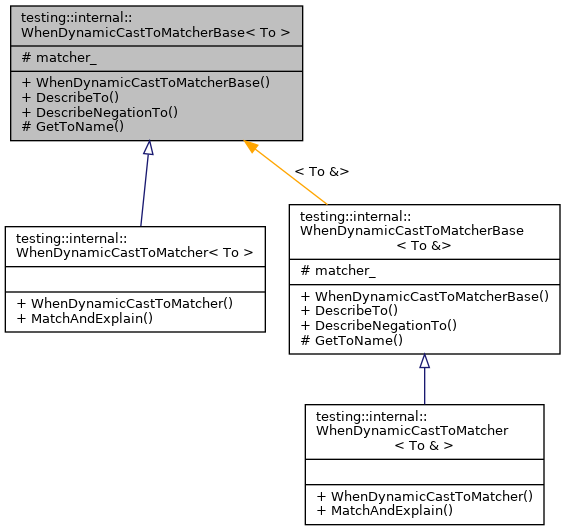 testing::internal::
WhenDynamicCastToMatcherBase< To >
# matcher_
+ WhenDynamicCastToMatcherBase()
+ DescribeTo()
+ DescribeNegationTo()
# GetToName()
< To &>
testing::internal::
WhenDynamicCastToMatcher< To >
+ WhenDynamicCastToMatcher()
+ MatchAndExplain()
testing::internal::
WhenDynamicCastToMatcherBase
< To &>
# matcher_
+ WhenDynamicCastToMatcherBase()
+ DescribeTo()
+ DescribeNegationTo()
# GetToName()
testing::internal::
WhenDynamicCastToMatcher
< To & >
+ WhenDynamicCastToMatcher()
+ MatchAndExplain()